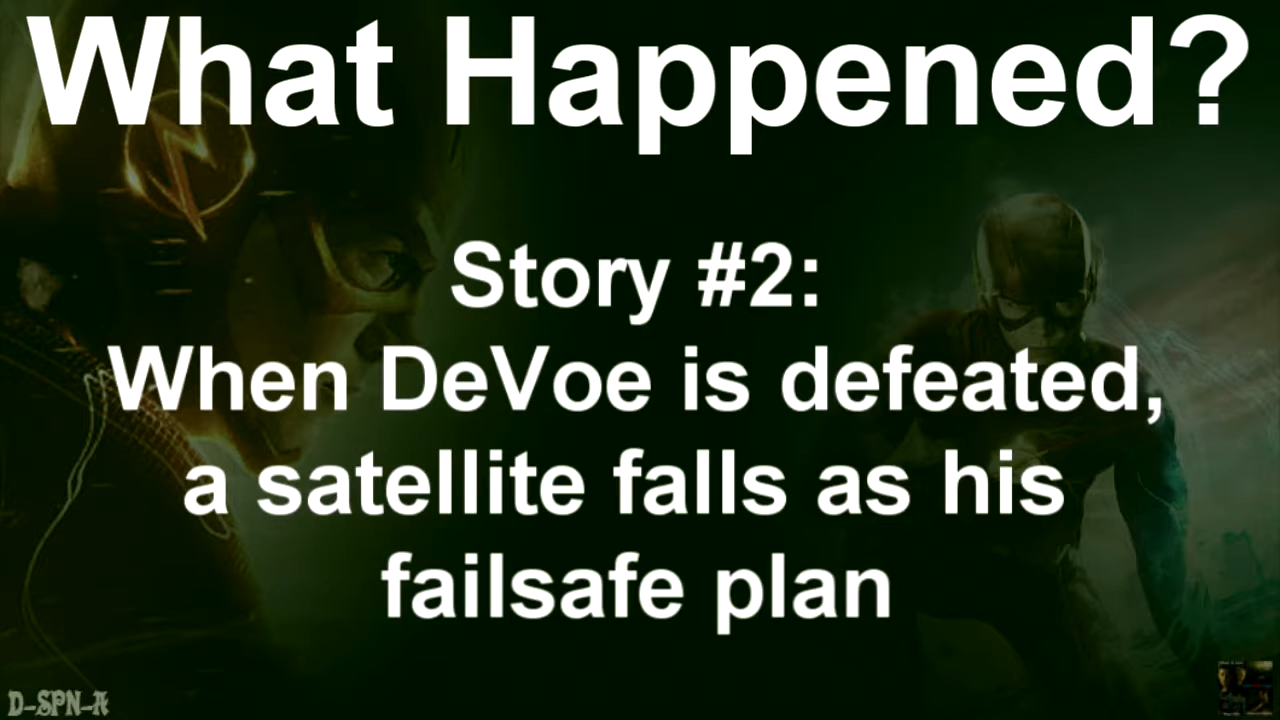 What Happened?
Story #2:
When DeVoe is defeated,
a satellite falls as his
failsafe plan
D-SPN-A